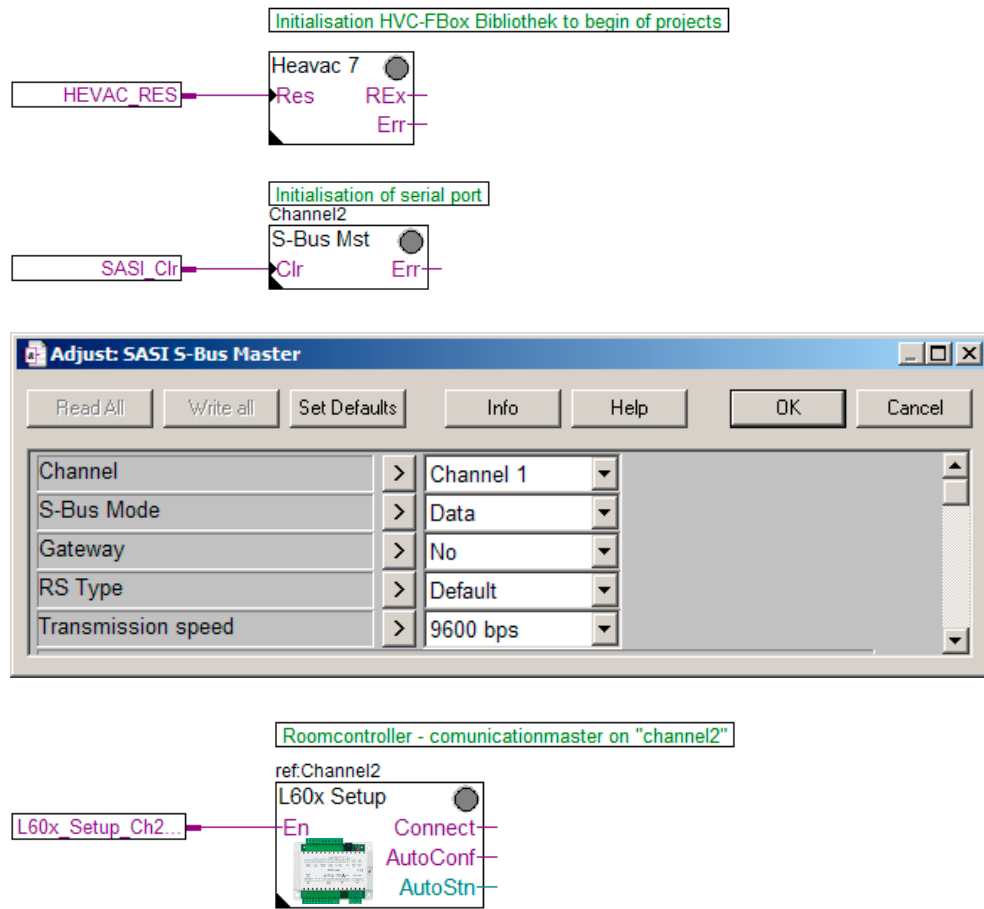 Initialisation HVC-FBox Bibliothek to begin of projects
Heavac 7
HEVAC_RES
Res
REx
Err
Initialisation of serial port
Channel2
S-Bus Mst
SASI_Clr
Clr
Err
Adjust: SASI S-Bus Master
Read All
Write all
Set Defaults
Info
Help
OK
Cancel
Channel
>
Channel 1
S-Bus Mode
>
Data
Gateway
>
No
RS Type
>
Default
Transmission speed
>
9600 bps
Roomcontroller - comunicationmaster on "channel2"
ref:Channel2
L60x Setup
L60x_Setup_Ch2...
En
Connect
AutoConf
AutoStn